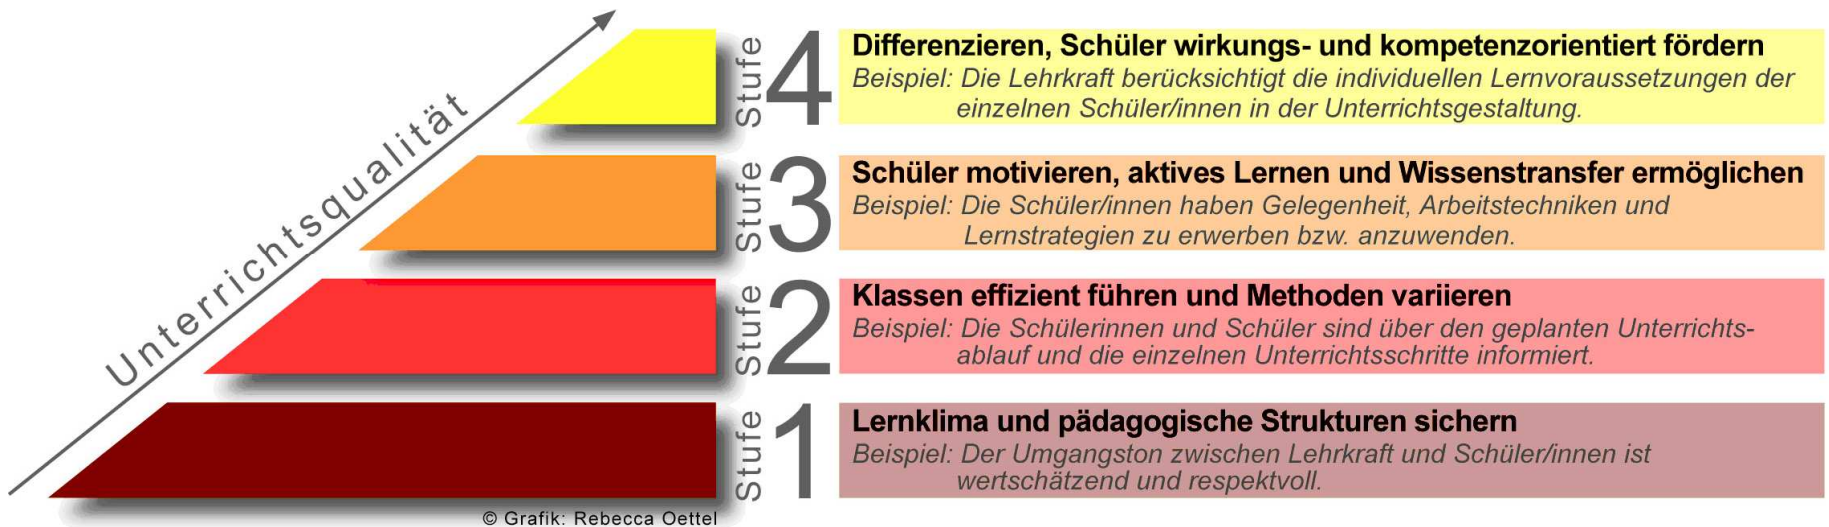 Unterrichtsqualität
Stufe 4
Differenzieren, Schüler wirkungs- und kompetenzorientiert fördern
Beispiel: Die Lehrkraft berücksichtigt die individuellen Lernvoraussetzungen der
einzelnen Schüler/innen in der Unterrichtsgestaltung.
Stufe 3
Schüler motivieren, aktives Lernen und Wissenstransfer ermöglichen
Beispiel: Die Schüler/innen haben Gelegenheit, Arbeitstechniken und
Lernstrategien zu erwerben bzw. anzuwenden.
Stufe 2
Klassen effizient führen und Methoden variieren
Beispiel: Die Schülerinnen und Schüler sind über den geplanten Unterrichts-
ablauf und die einzelnen Unterrichtsschritte informiert.
Stufe 1
Lernklima und pädagogische Strukturen sichern
Beispiel: Der Umgangston zwischen Lehrkraft und Schüler/innen ist
wertschätzend und respektvoll.
© Grafik: Rebecca Oettel